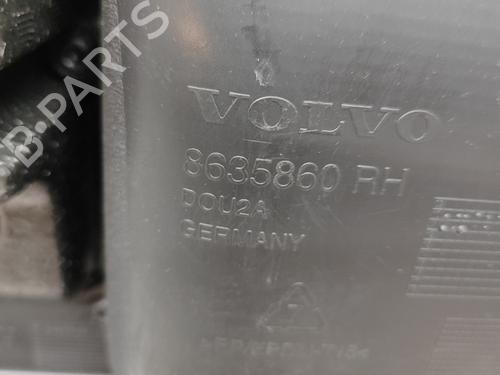 VOLVO
8635860 RH
DOU2A
GERMANY
B-PARTS